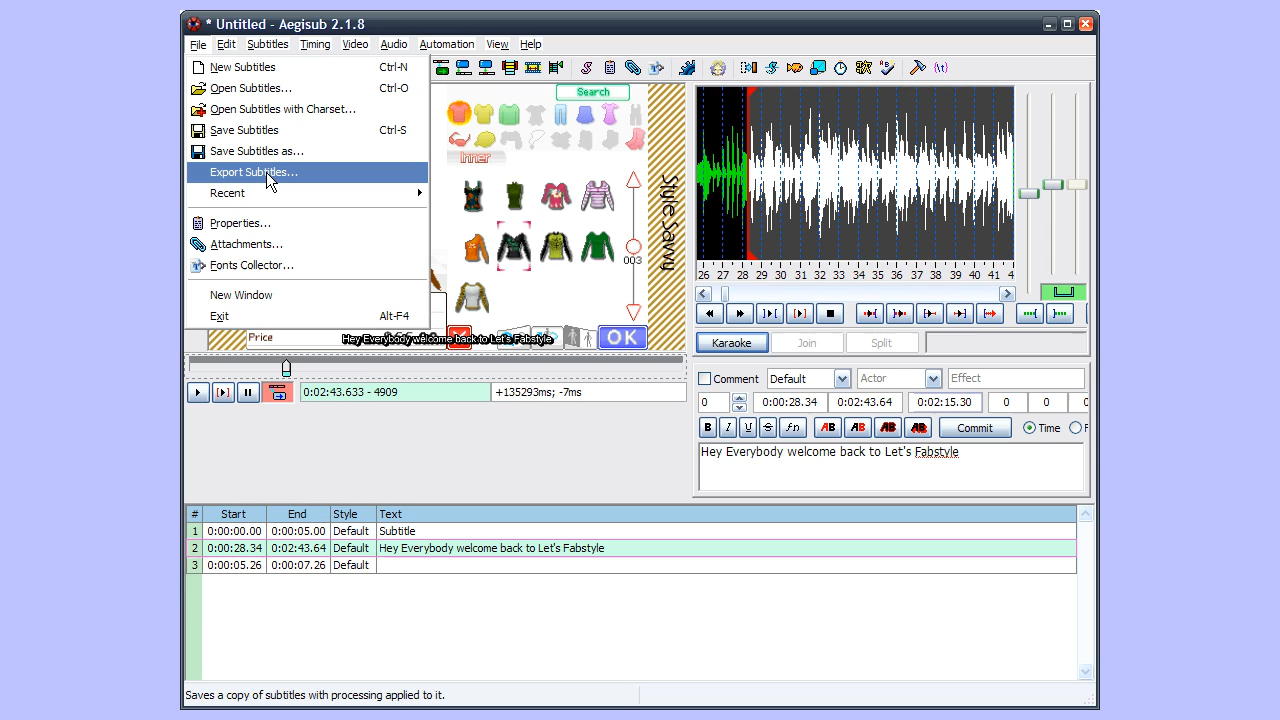 * Untitled - Aegisub 2.1.8
File Edit Subtitles Timing Video Audio Automation View Help
New Subtitles Ctrl-N
Open Subtitles... Ctrl-O
Open Subtitles with Charset...
Save Subtitles Ctrl-S
Save Subtitles as...
Export Subtitles...
Recent
Properties...
Attachments...
Fonts Collector...
New Window
Exit Alt-F4
Search
Inner
Style Savvy
003
Price
OK
Hey Everybody welcome back to Let's Fabstyle
26 27 28 29 30 31 32 33 34 35 36 37 38 39 40 41 4
0:02:43.633 - 4909 +135293ms; -7ms
Karaoke Join Split
Comment Default Actor Effect
0 0:00:28.34 0:02:43.64 0:02:15.30 0 0 0
B I U S fn AB AB AB AB Commit Time F
Hey Everybody welcome back to Let's Fabstyle
# Start End Style Text
1 0:00:00.00 0:00:05.00 Default Subtitle
2 0:00:28.34 0:02:43.64 Default Hey Everybody welcome back to Let's Fabstyle
3 0:00:05.26 0:00:07.26 Default
Saves a copy of subtitles with processing applied to it.